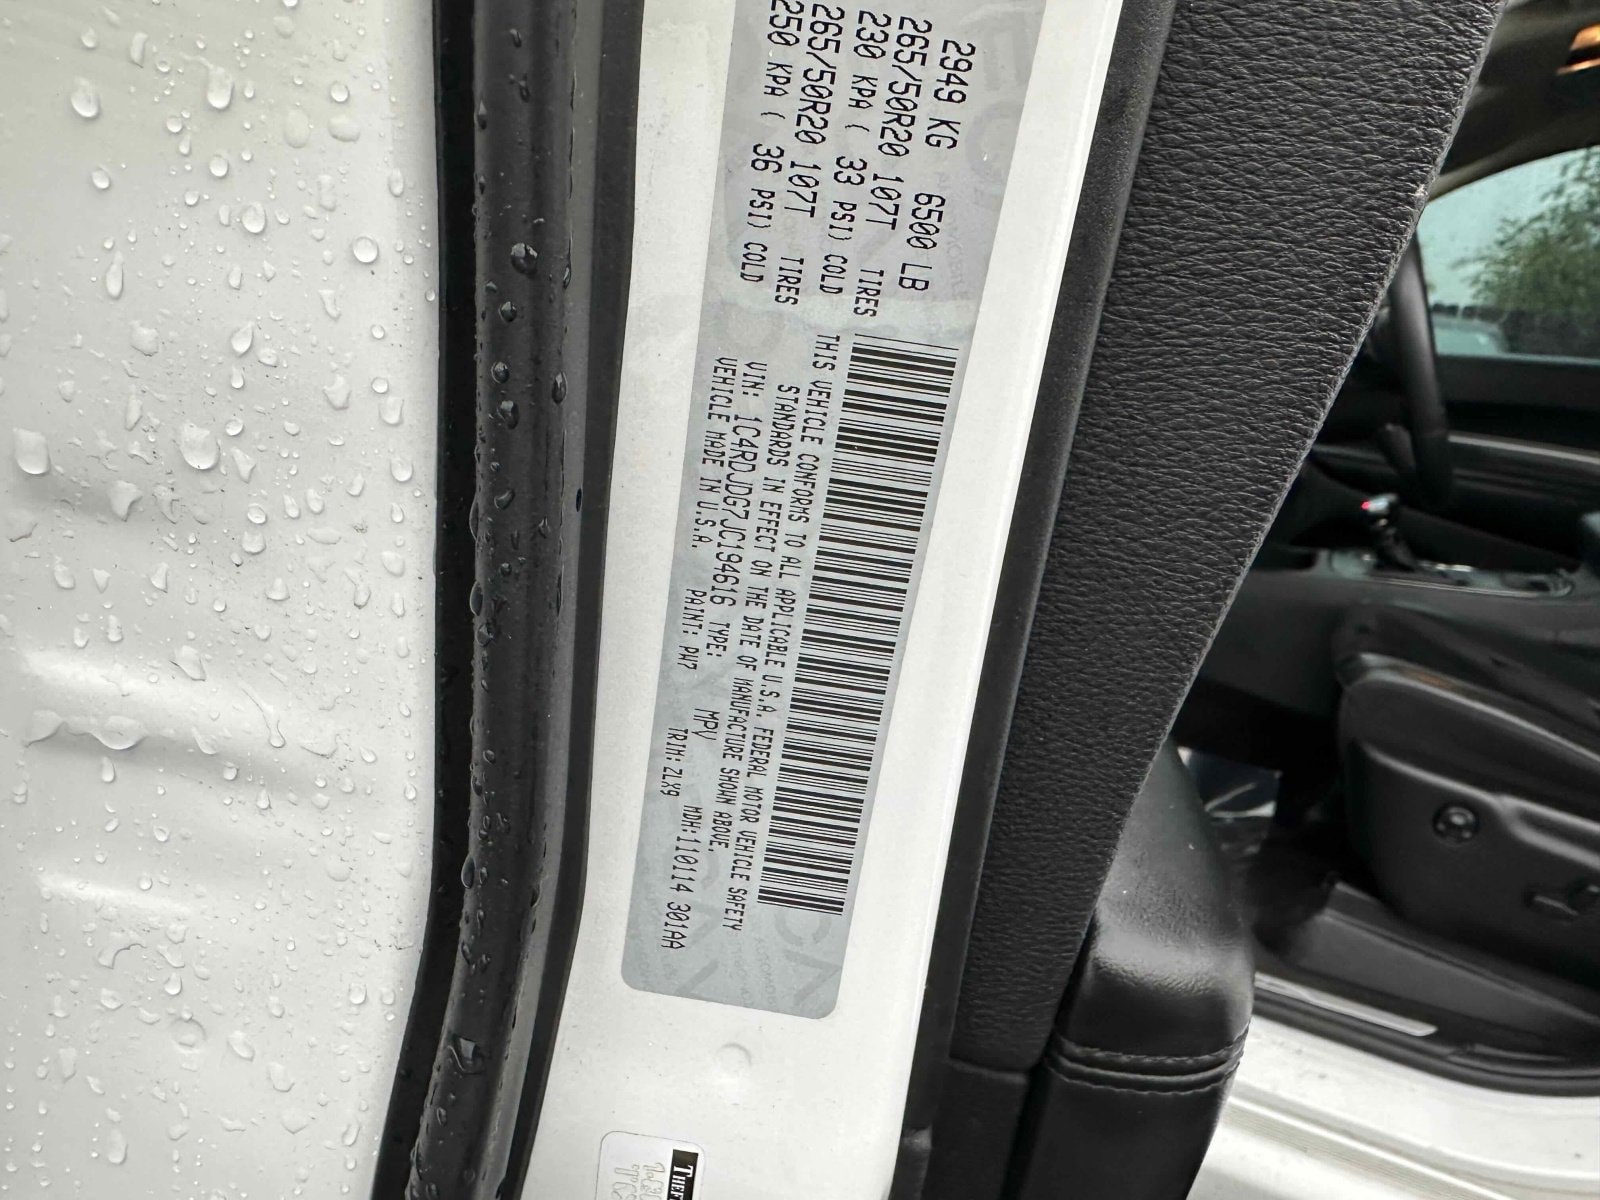 2949 KG 6500 LB
265/50R20 107T TIRES
230 KPA ( 33 PSI) COLD
265/50R20 107T TIRES
250 KPA ( 36 PSI) COLD
THIS VEHICLE CONFORMS TO ALL APPLICABLE U.S.A. FEDERAL MOTOR VEHICLE SAFETY
STANDARDS IN EFFECT ON THE DATE OF MANUFACTURE SHOWN ABOVE.
VIN: 1C4RDJDG7JC194616 TYPE: MPV MDH:110114 301AA
VEHICLE MADE IN U.S.A. PAINT: PW7 TRIM: ZLX9